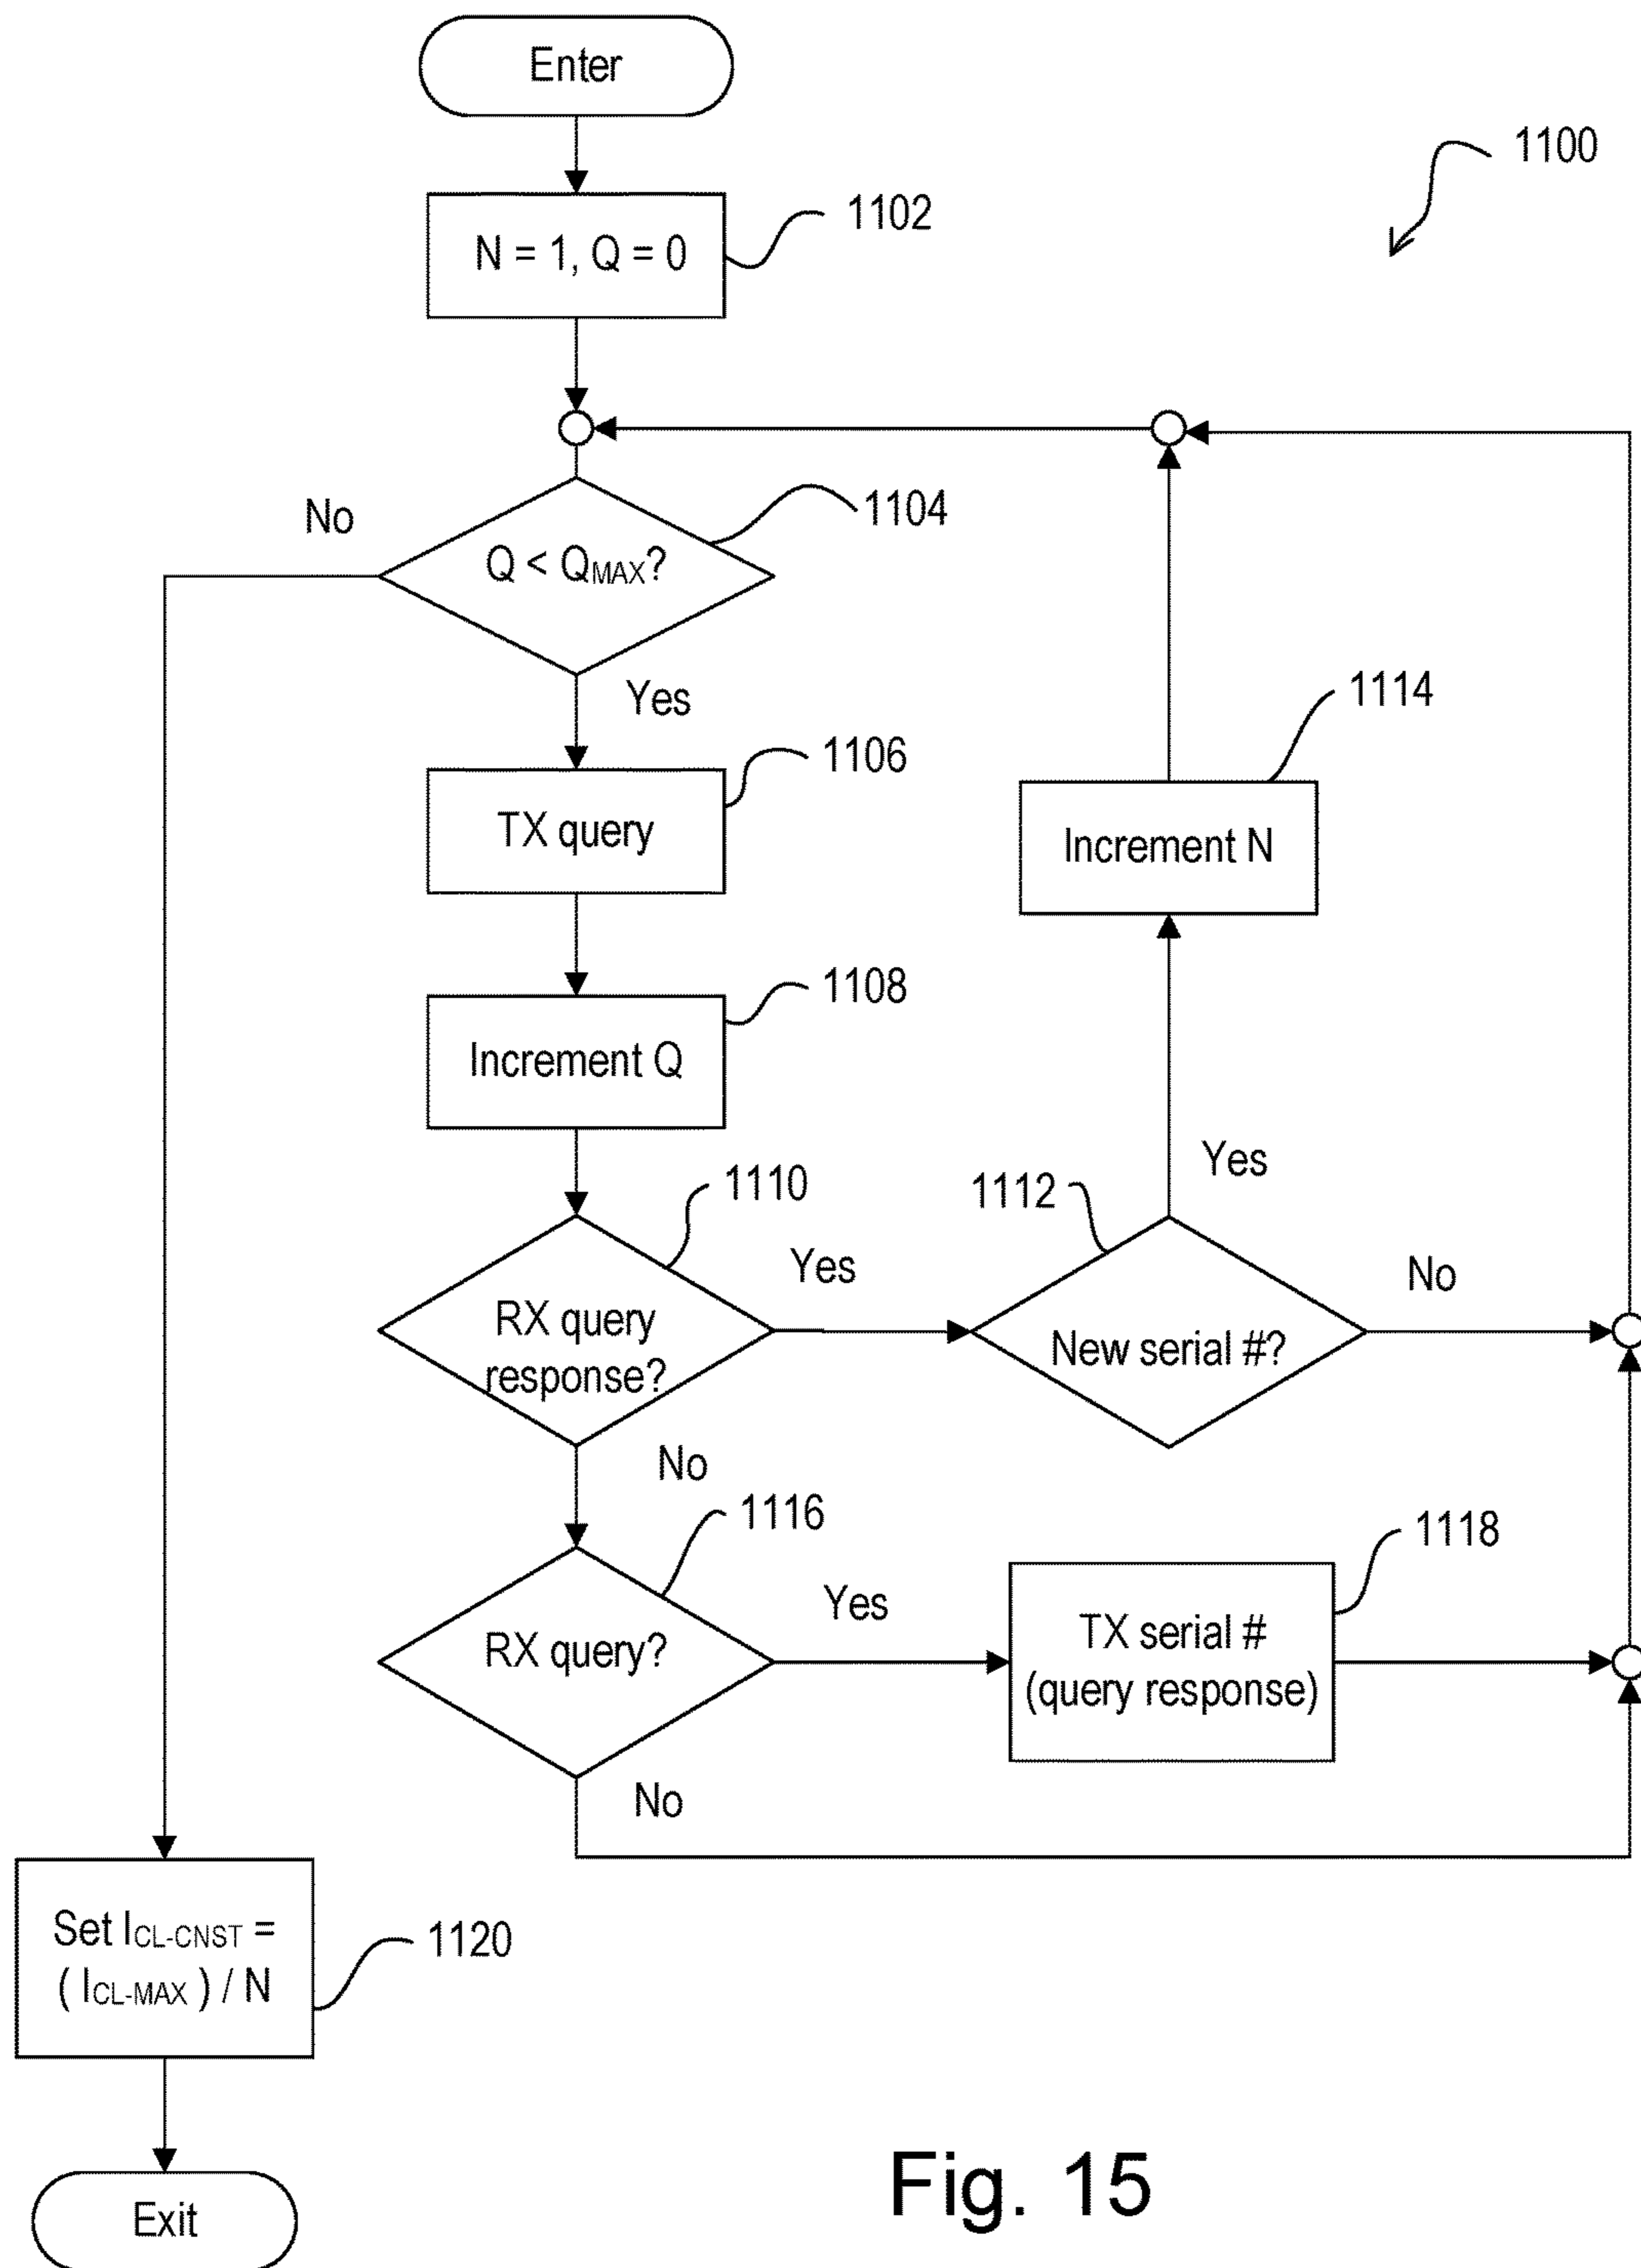 Enter
1100
1102
N = 1, Q = 0
No
1104
Q < QMAX?
Yes
1114
1106
TX query
Increment N
1108
Increment Q
Yes
1110
1112
Yes
No
RX query
response?
New serial #?
No
1116
1118
Yes
TX serial #
RX query?
(query response)
No
Set ICL-CNST =
1120
( ICL-MAX ) / N
Fig. 15
Exit